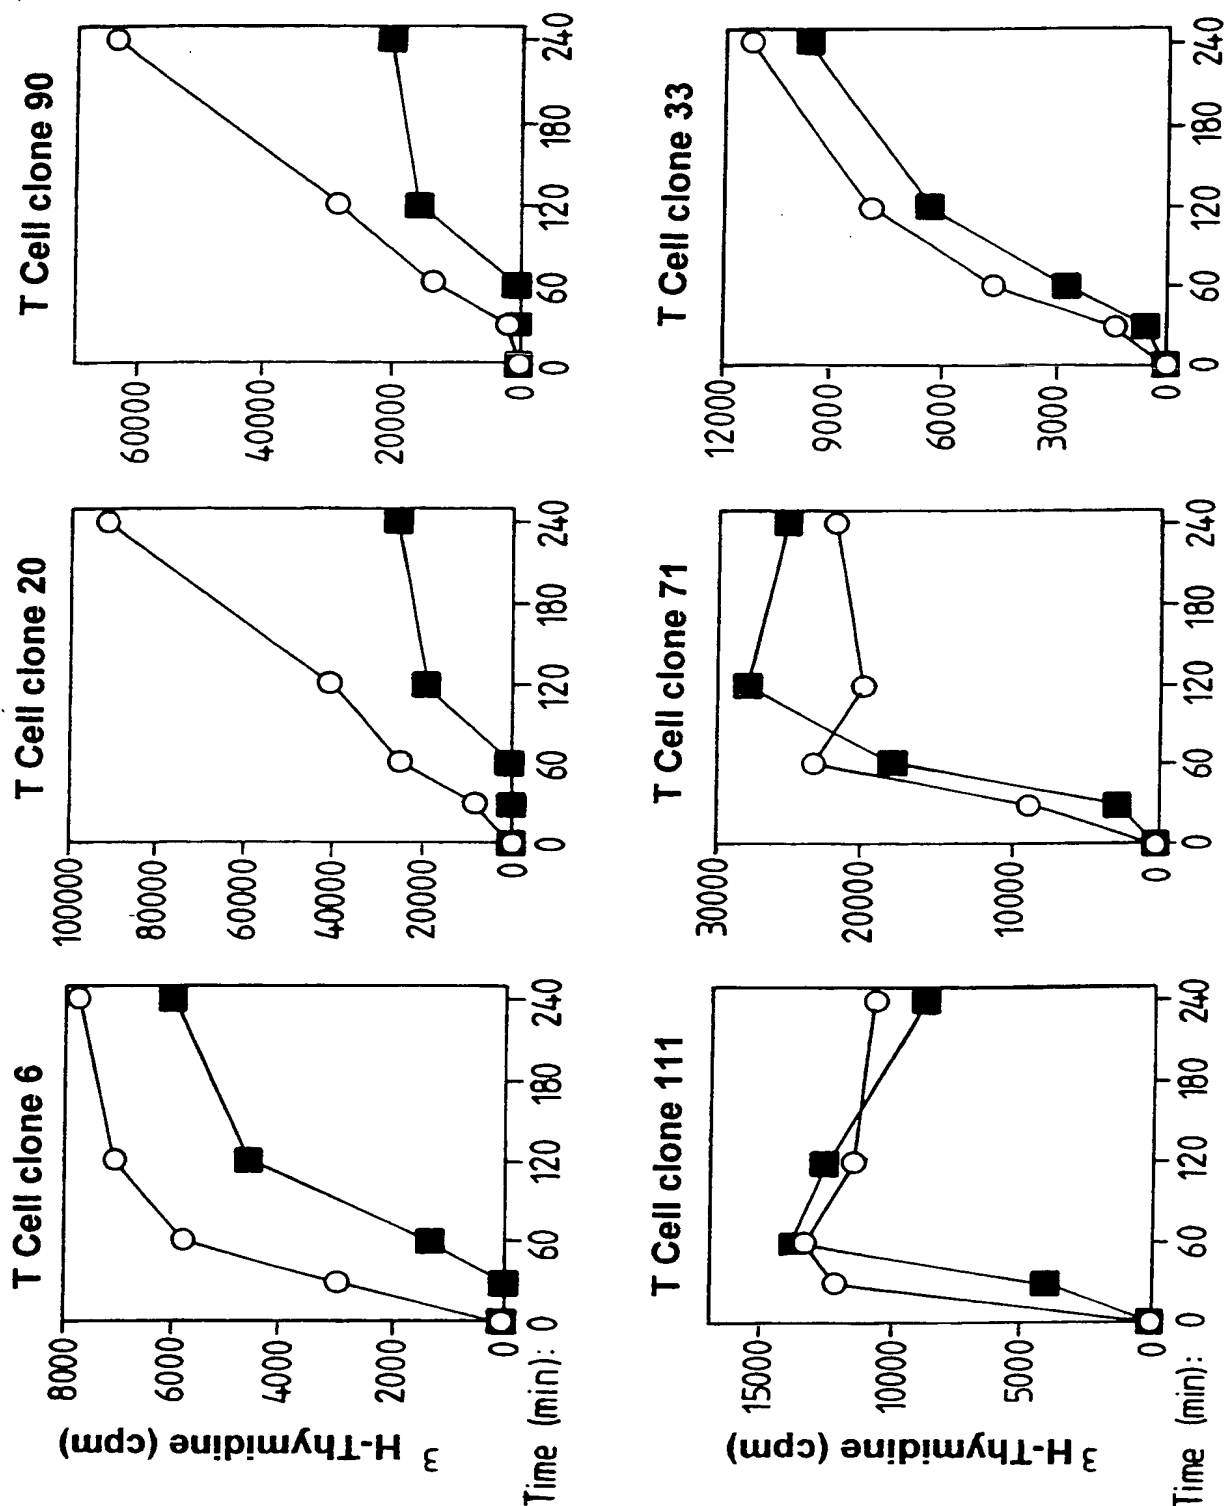 T Cell clone 6
T Cell clone 20
T Cell clone 90
³H-Thymidine (cpm)
8000
6000
4000
2000
0
100000
80000
60000
40000
20000
0
60000
40000
20000
0
Time (min): 0 60 120 180 240
0 60 120 180 240
0 60 120 180 240
T Cell clone 111
T Cell clone 71
T Cell clone 33
³H-Thymidine (cpm)
15000
10000
5000
0
30000
20000
10000
0
12000
9000
6000
3000
0
Time (min): 0 60 120 180 240
0 60 120 180 240
0 60 120 180 240